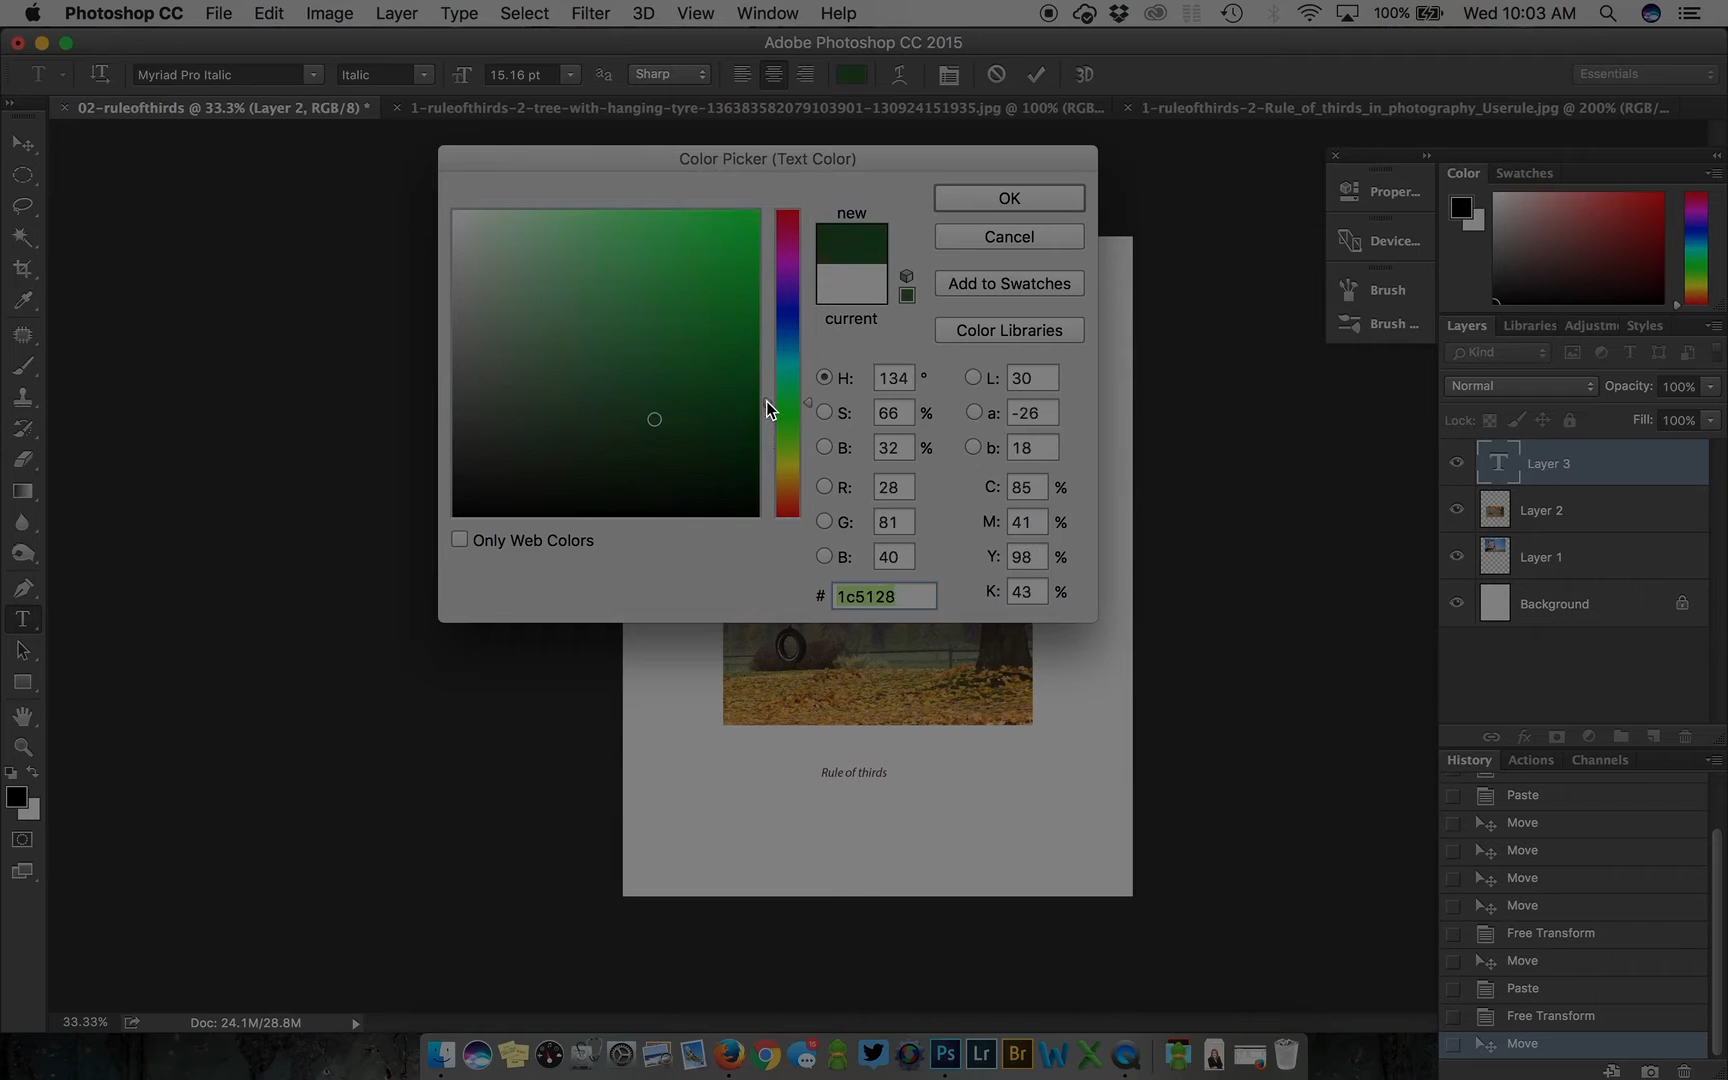 Photoshop CC File Edit Image Layer Type Select Filter 3D View Window Help 100% Wed 10:03 AM
Adobe Photoshop CC 2015
T Myriad Pro Italic Italic 15.16 pt Sharp 3D Essentials
02-ruleofthirds @ 33.3% (Layer 2, RGB/8) * 1-ruleofthirds-2-tree-with-hanging-tyre-1363835820791039​01-130924151935.jpg @ 100% (RGB... 1-ruleofthirds-2-Rule_of_thirds_in_photography_Userule.jpg @ 200% (RGB/...
Color Picker (Text Color)
new
current
OK
Cancel
Add to Swatches
Color Libraries
H: 134 ° L: 30
S: 66 % a: -26
B: 32 % b: 18
R: 28 C: 85 %
G: 81 M: 41 %
B: 40 Y: 98 %
# 1c5128 K: 43 %
Only Web Colors
Rule of thirds
Proper...
Device...
Brush
Brush ...
Color Swatches
Layers Libraries Adjustm Styles
Kind
Normal Opacity: 100%
Lock: Fill: 100%
T Layer 3
Layer 2
Layer 1
Background
History Actions Channels
Paste
Move
Move
Move
Move
Free Transform
Move
Paste
Free Transform
Move
33.33% Doc: 24.1M/28.8M
15
Ps Lr Br W X